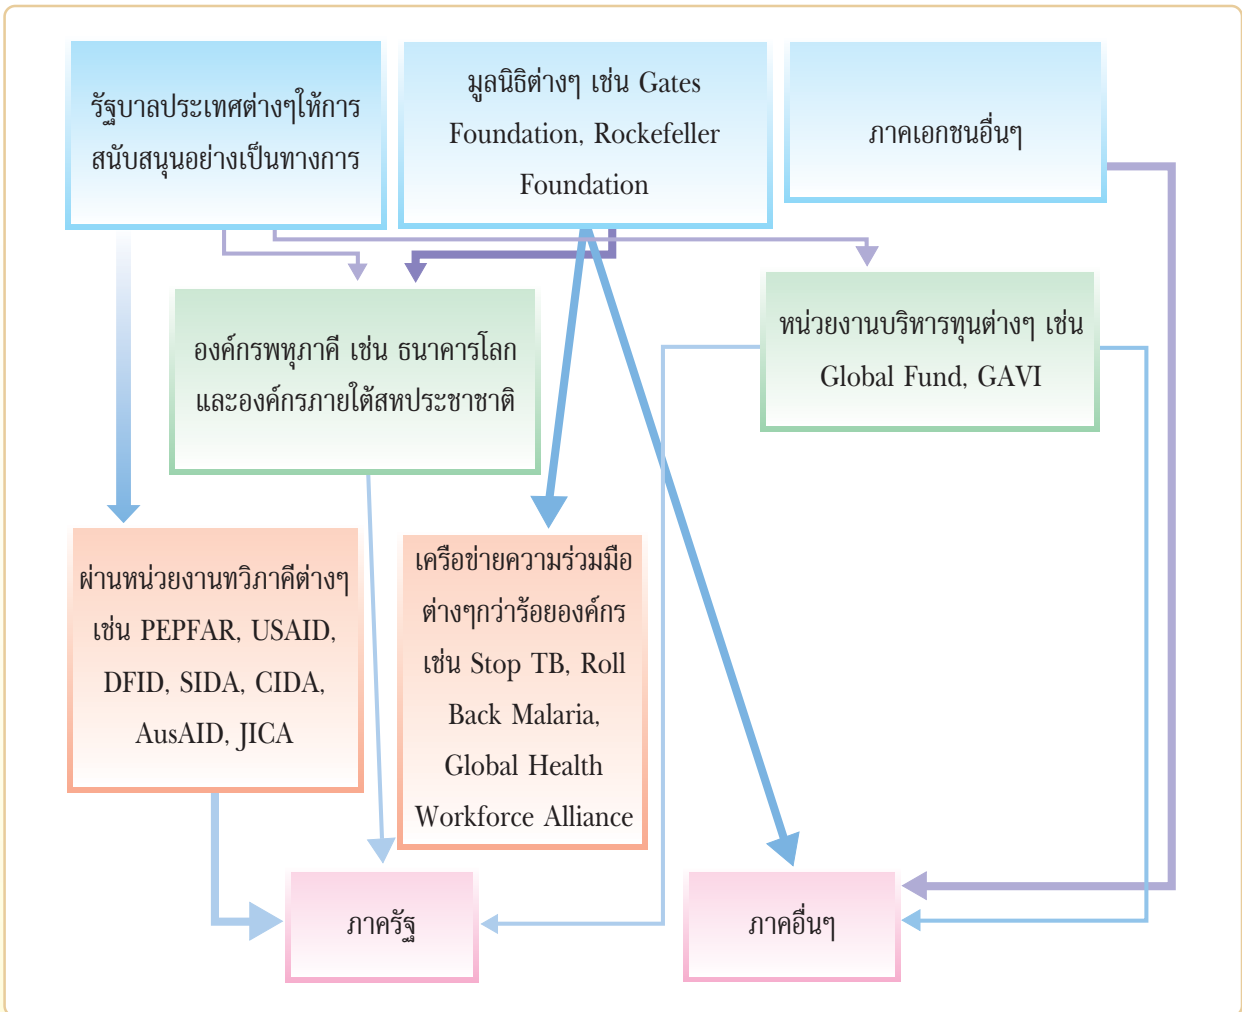 รัฐบาลประเทศต่างๆให้การ
สนับสนุนอย่างเป็นทางการ
มูลนิธิต่างๆ เช่น Gates
Foundation, Rockefeller
Foundation
ภาคเอกชนอื่นๆ
องค์กรพหุภาคี เช่น ธนาคารโลก
และองค์กรภายใต้สหประชาชาติ
หน่วยงานบริหารทุนต่างๆ เช่น
Global Fund, GAVI
ผ่านหน่วยงานทวิภาคีต่างๆ
เช่น PEPFAR, USAID,
DFID, SIDA, CIDA,
AusAID, JICA
เครือข่ายความร่วมมือ
ต่างๆกว่าร้อยองค์กร
เช่น Stop TB, Roll
Back Malaria,
Global Health
Workforce Alliance
ภาครัฐ
ภาคอื่นๆ